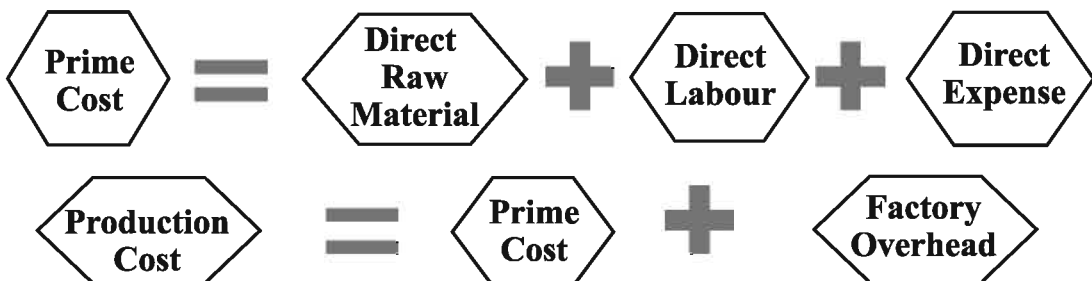 Prime Cost = Direct Raw Material + Direct Labour + Direct Expense
Production Cost = Prime Cost + Factory Overhead